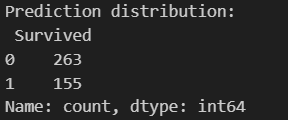 Prediction distribution:
 Survived
0    263
1    155
Name: count, dtype: int64